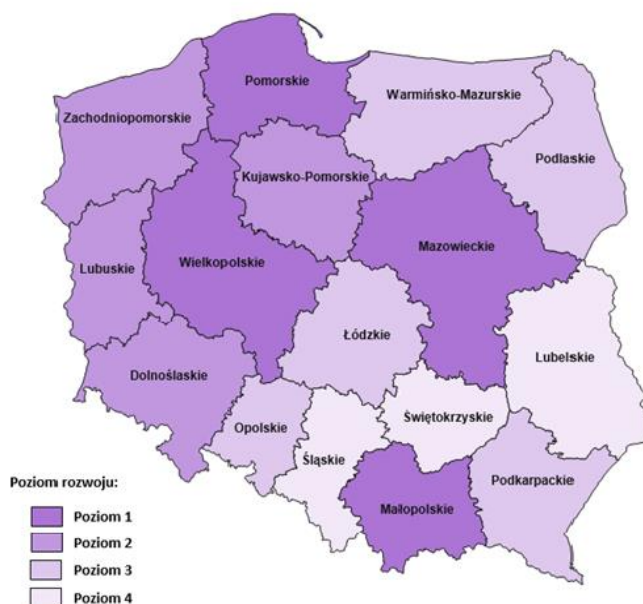 Pomorskie
Warmińsko-Mazurskie
Zachodniopomorskie
Podlaskie
Kujawsko-Pomorskie
Mazowieckie
Wielkopolskie
Lubuskie
Łódzkie
Lubelskie
Dolnoślaskie
Świętokrzyskie
Opolskie
Śląskie
Podkarpackie
Małopolskie
Poziom rozwoju:
Poziom 1
Poziom 2
Poziom 3
Poziom 4